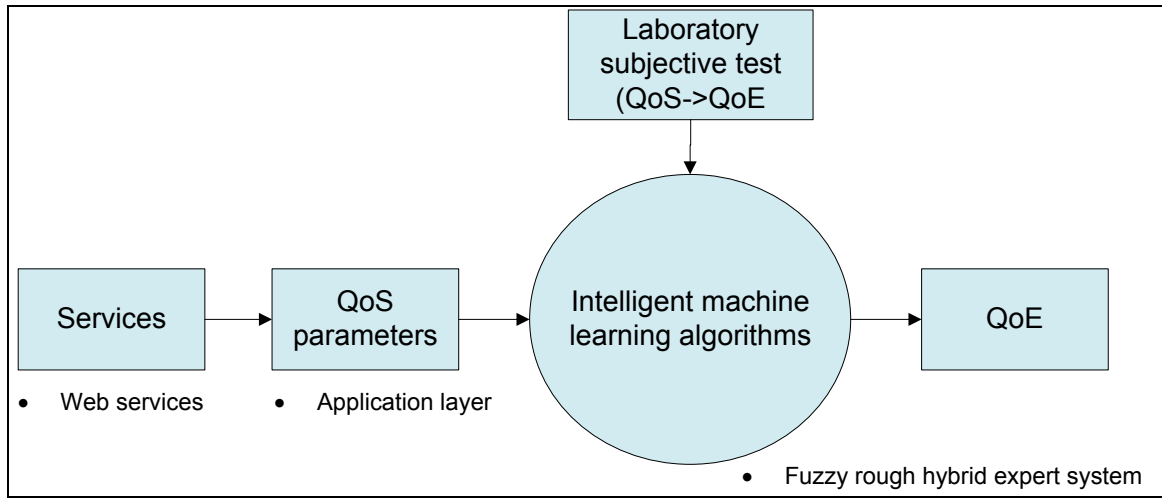 Laboratory
subjective test
(QoS->QoE
Services
QoS
parameters
Intelligent machine
learning algorithms
QoE
• Web services
• Application layer
• Fuzzy rough hybrid expert system